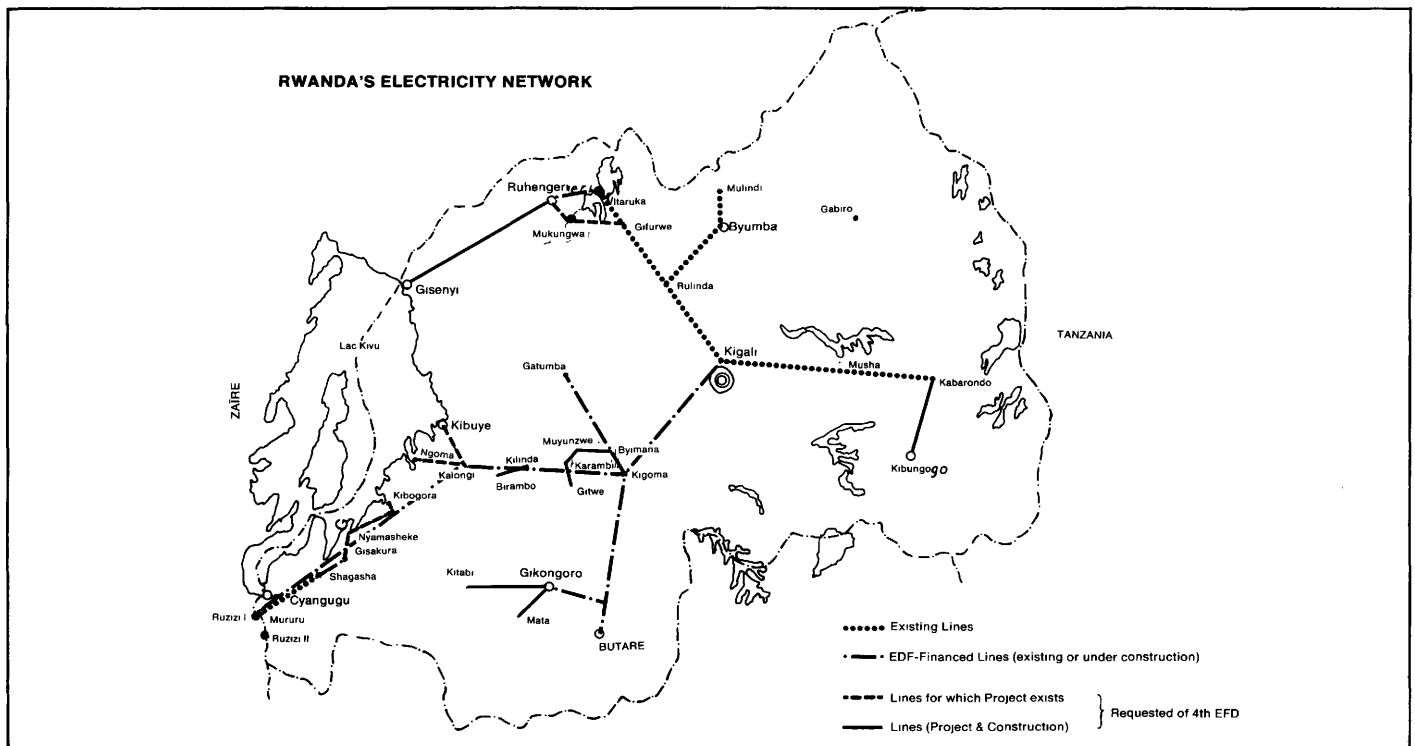 RWANDA'S ELECTRICITY NETWORK
Ruhengeri
Itaruka
Mukungwa
Gifurwe
Mulindi
Byumba
Gabiro
Rulinda
Gisenyi
Lac Kivu
ZAÏRE
TANZANIA
Kigali
Musha
Kabarondo
Kibungogo
Gatumba
Kibuye
Ngoma
Kalongi
Kilinda
Birambo
Muyunzwe
Byimana
Karambi
Gitwe
Kigoma
Kibogora
Nyamasheke
Gisakura
Shagasha
Cyangugu
Ruzizi I
Mururu
Ruzizi II
Kitabi
Gikongoro
Mata
BUTARE
Existing Lines
EDF-Financed Lines (existing or under construction)
Lines for which Project exists
Requested of 4th EFD
Lines (Project & Construction)